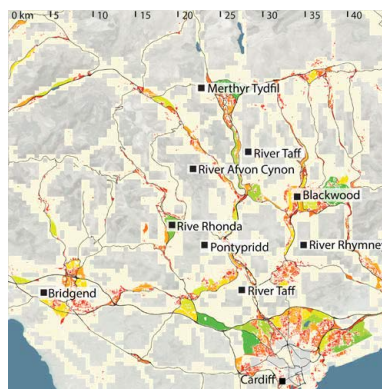 0 km 5 10 15 20 25 30 35 40
Merthyr Tydfil
River Taff
River Afvon Cynon
Blackwood
Rive Rhonda
Pontypridd
River Rhymne
River Taff
Bridgend
Cardiff